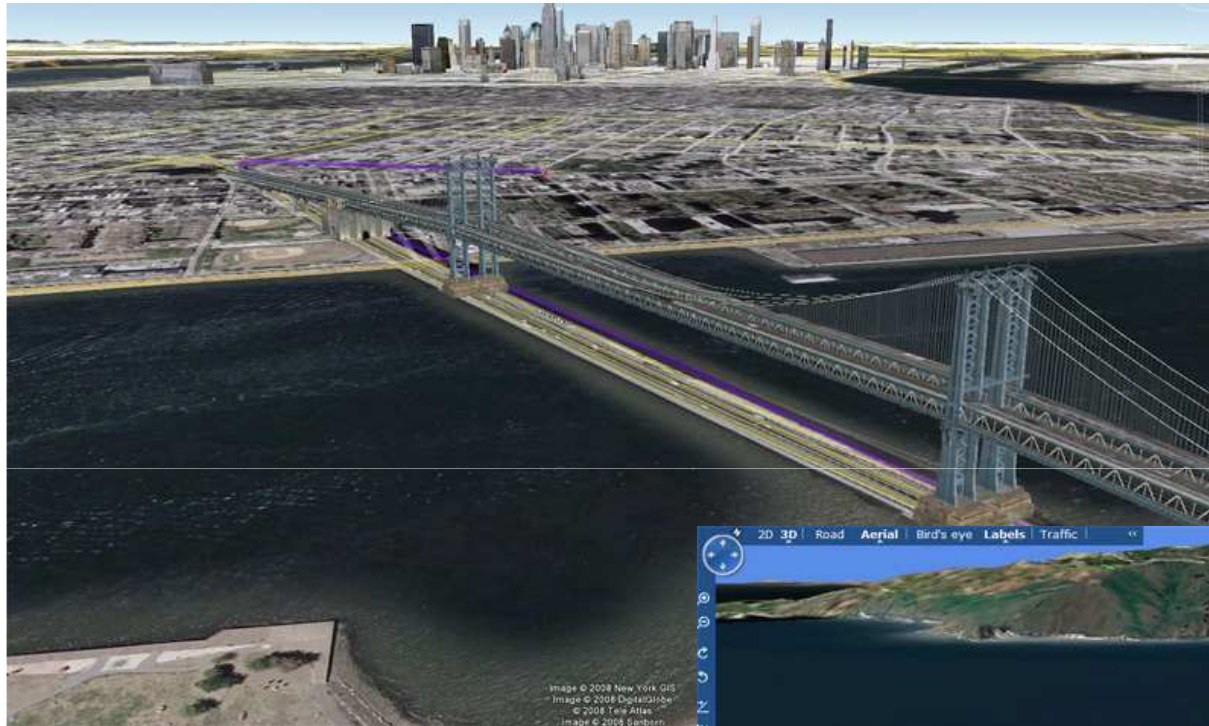 2D 3D Road Aerial Bird's eye Labels Traffic
Image © 2008 New York GIS
Image © 2008 DigitalGlobe
© 2008 Tele Atlas
Image © 2008 Sanborn